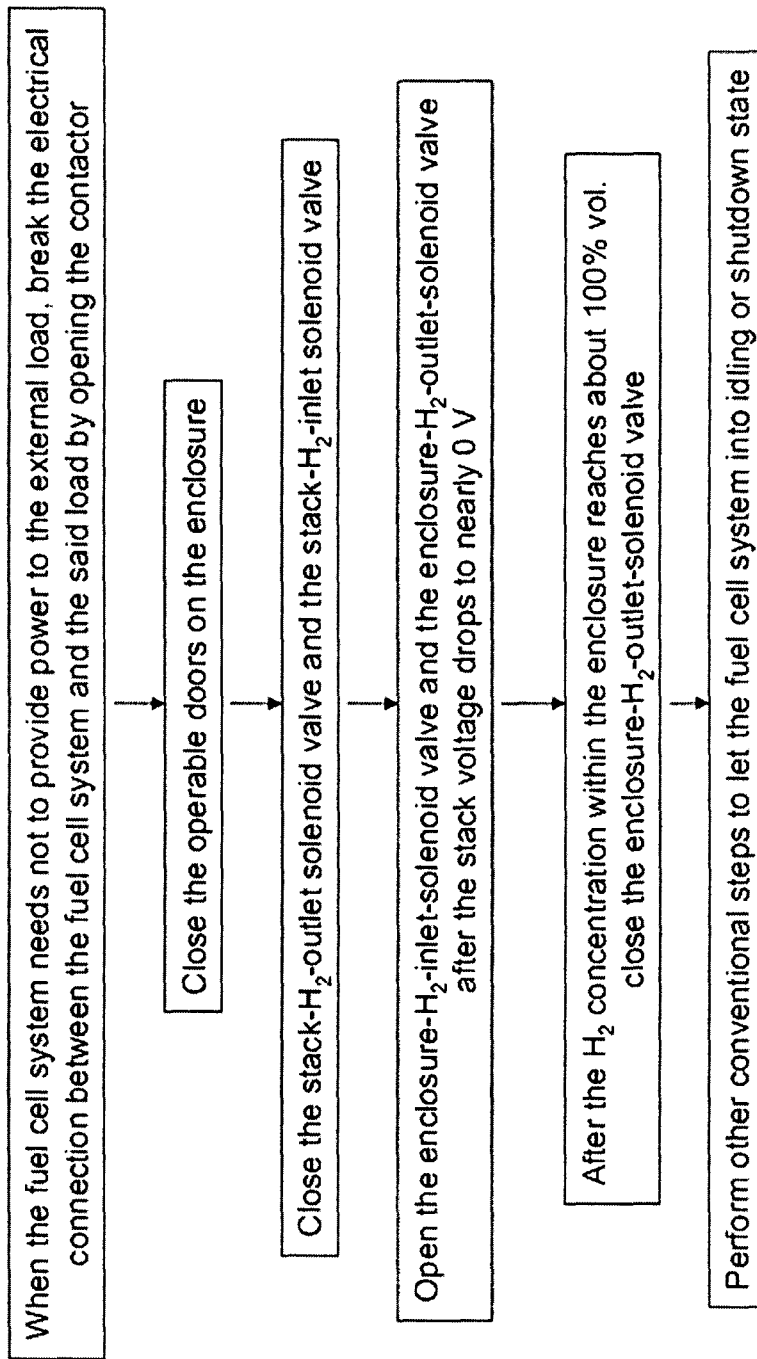 When the fuel cell system needs not to provide power to the external load, break the electrical
connection between the fuel cell system and the said load by opening the contactor
Close the operable doors on the enclosure
Close the stack-H₂-outlet solenoid valve and the stack-H₂-inlet solenoid valve
Open the enclosure-H₂-inlet-solenoid valve and the enclosure-H₂-outlet-solenoid valve
after the stack voltage drops to nearly 0 V
After the H₂ concentration within the enclosure reaches about 100% vol.
close the enclosure-H₂-outlet-solenoid valve
Perform other conventional steps to let the fuel cell system into idling or shutdown state